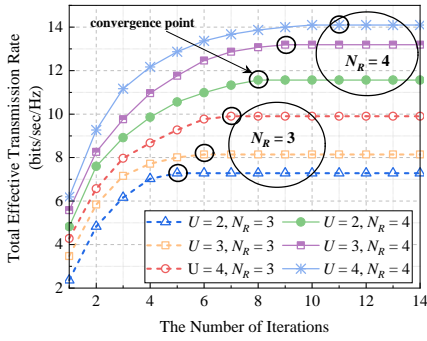 Total Effective Transmission Rate
(bits/sec/Hz)
16
14
12
10
8
6
4
2
convergence point
N_R = 4
N_R = 3
U = 2, N_R = 3
U = 3, N_R = 3
U = 4, N_R = 3
U = 2, N_R = 4
U = 3, N_R = 4
U = 4, N_R = 4
2 4 6 8 10 12 14
The Number of Iterations